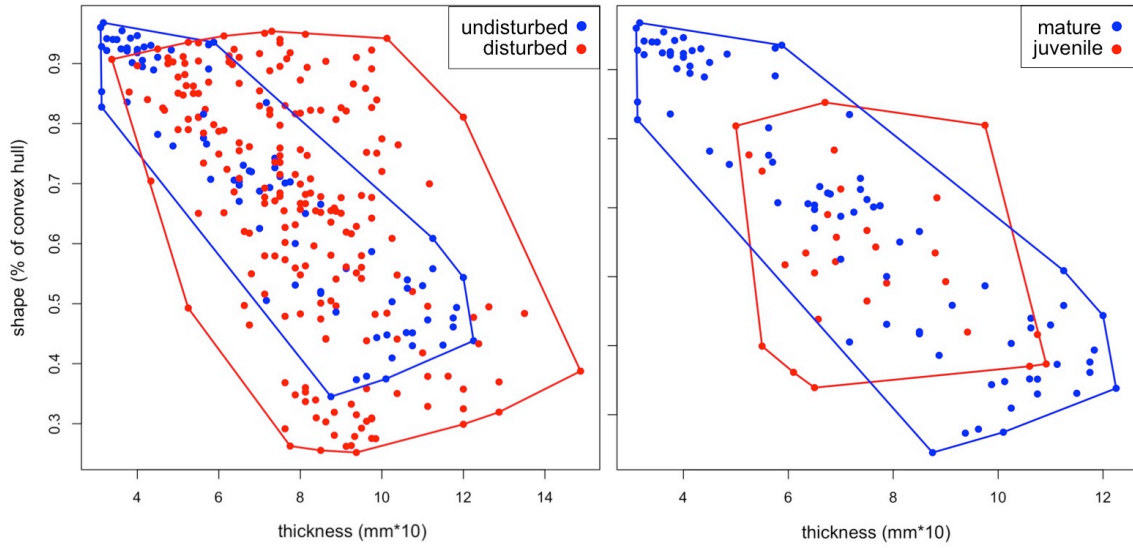 undisturbed
disturbed
mature
juvenile
shape (% of convex hull)
0.9
0.8
0.7
0.6
0.5
0.4
0.3
4 6 8 10 12 14
4 6 8 10 12
thickness (mm*10)
thickness (mm*10)